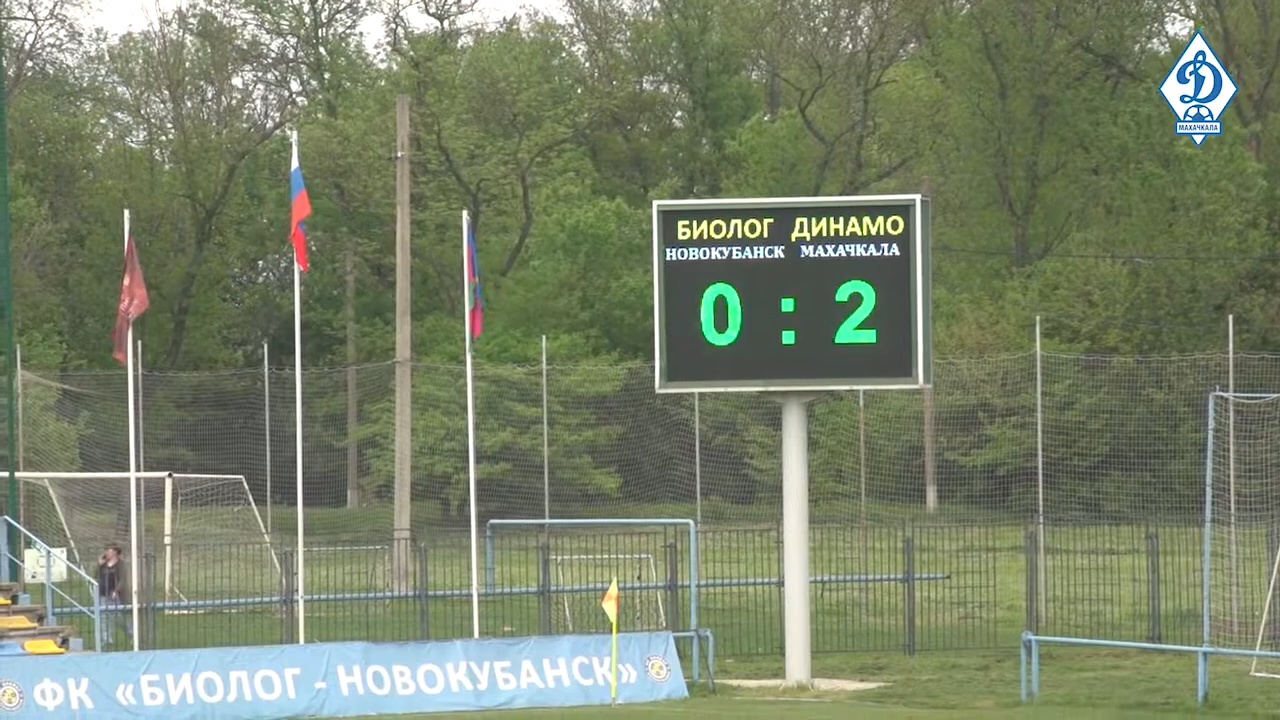 МАХАЧКАЛА
БИОЛОГ ДИНАМО
НОВОКУБАНСК МАХАЧКАЛА
0 : 2
ФК «БИОЛОГ - НОВОКУБАНСК»